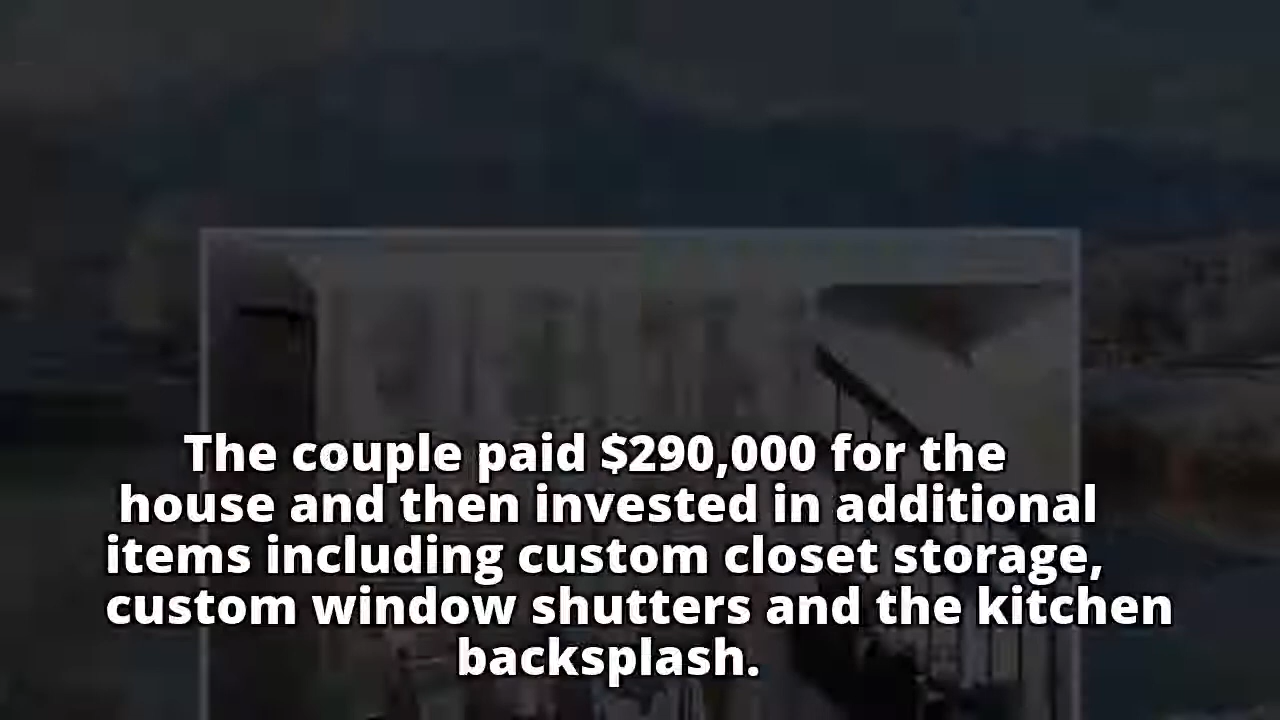 The couple paid $290,000 for the
house and then invested in additional
items including custom closet storage,
custom window shutters and the kitchen
backsplash.